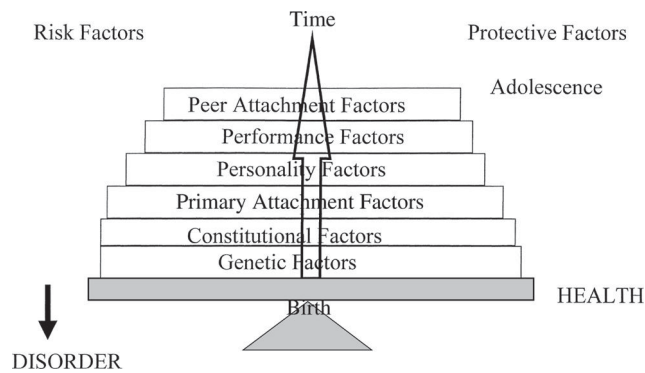 Time
Risk Factors
Protective Factors
Adolescence
Peer Attachment Factors
Performance Factors
Personality Factors
Primary Attachment Factors
Constitutional Factors
Genetic Factors
HEALTH
Birth
DISORDER